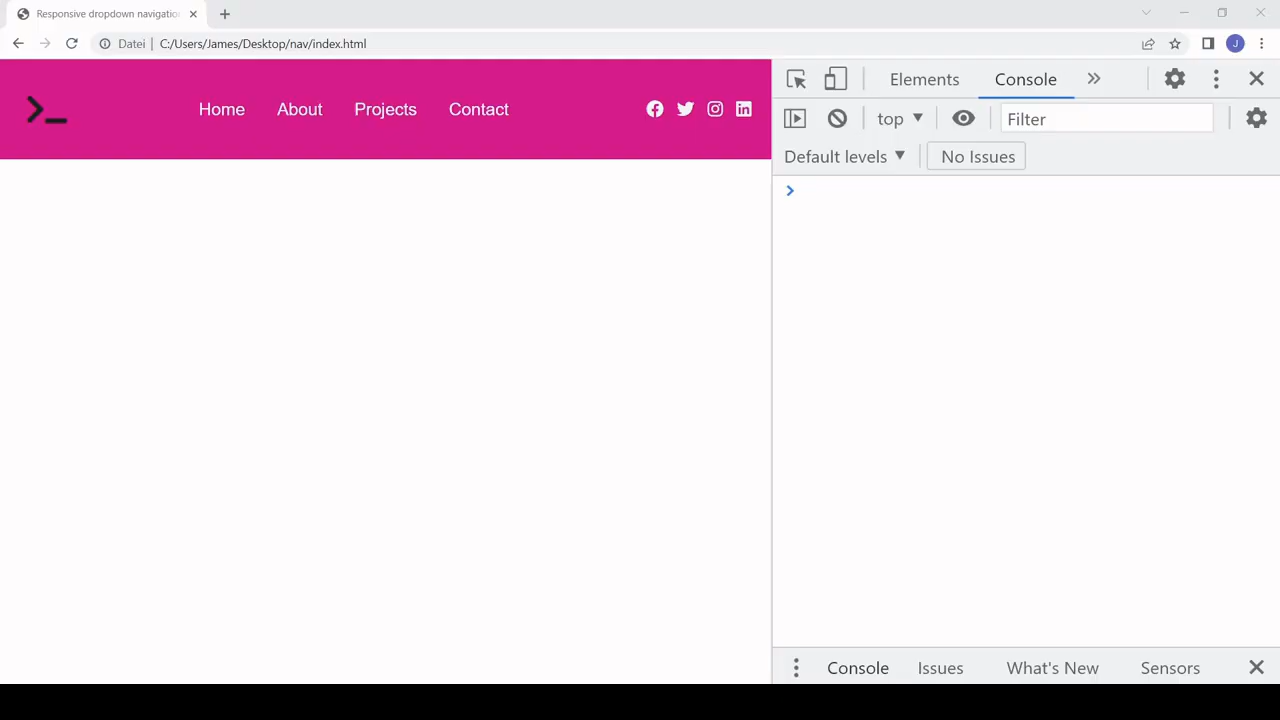 Responsive dropdown navigatio
Datei | C:/Users/James/Desktop/nav/index.html
J
>_
Home About Projects Contact
Elements Console
top Filter
Default levels No Issues
Console Issues What's New Sensors